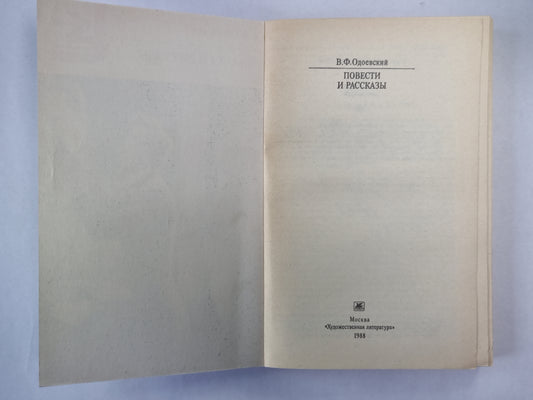 В.Ф.Одоевский
ПОВЕСТИ
И РАССКАЗЫ
Москва
«Художественная литература»
1988